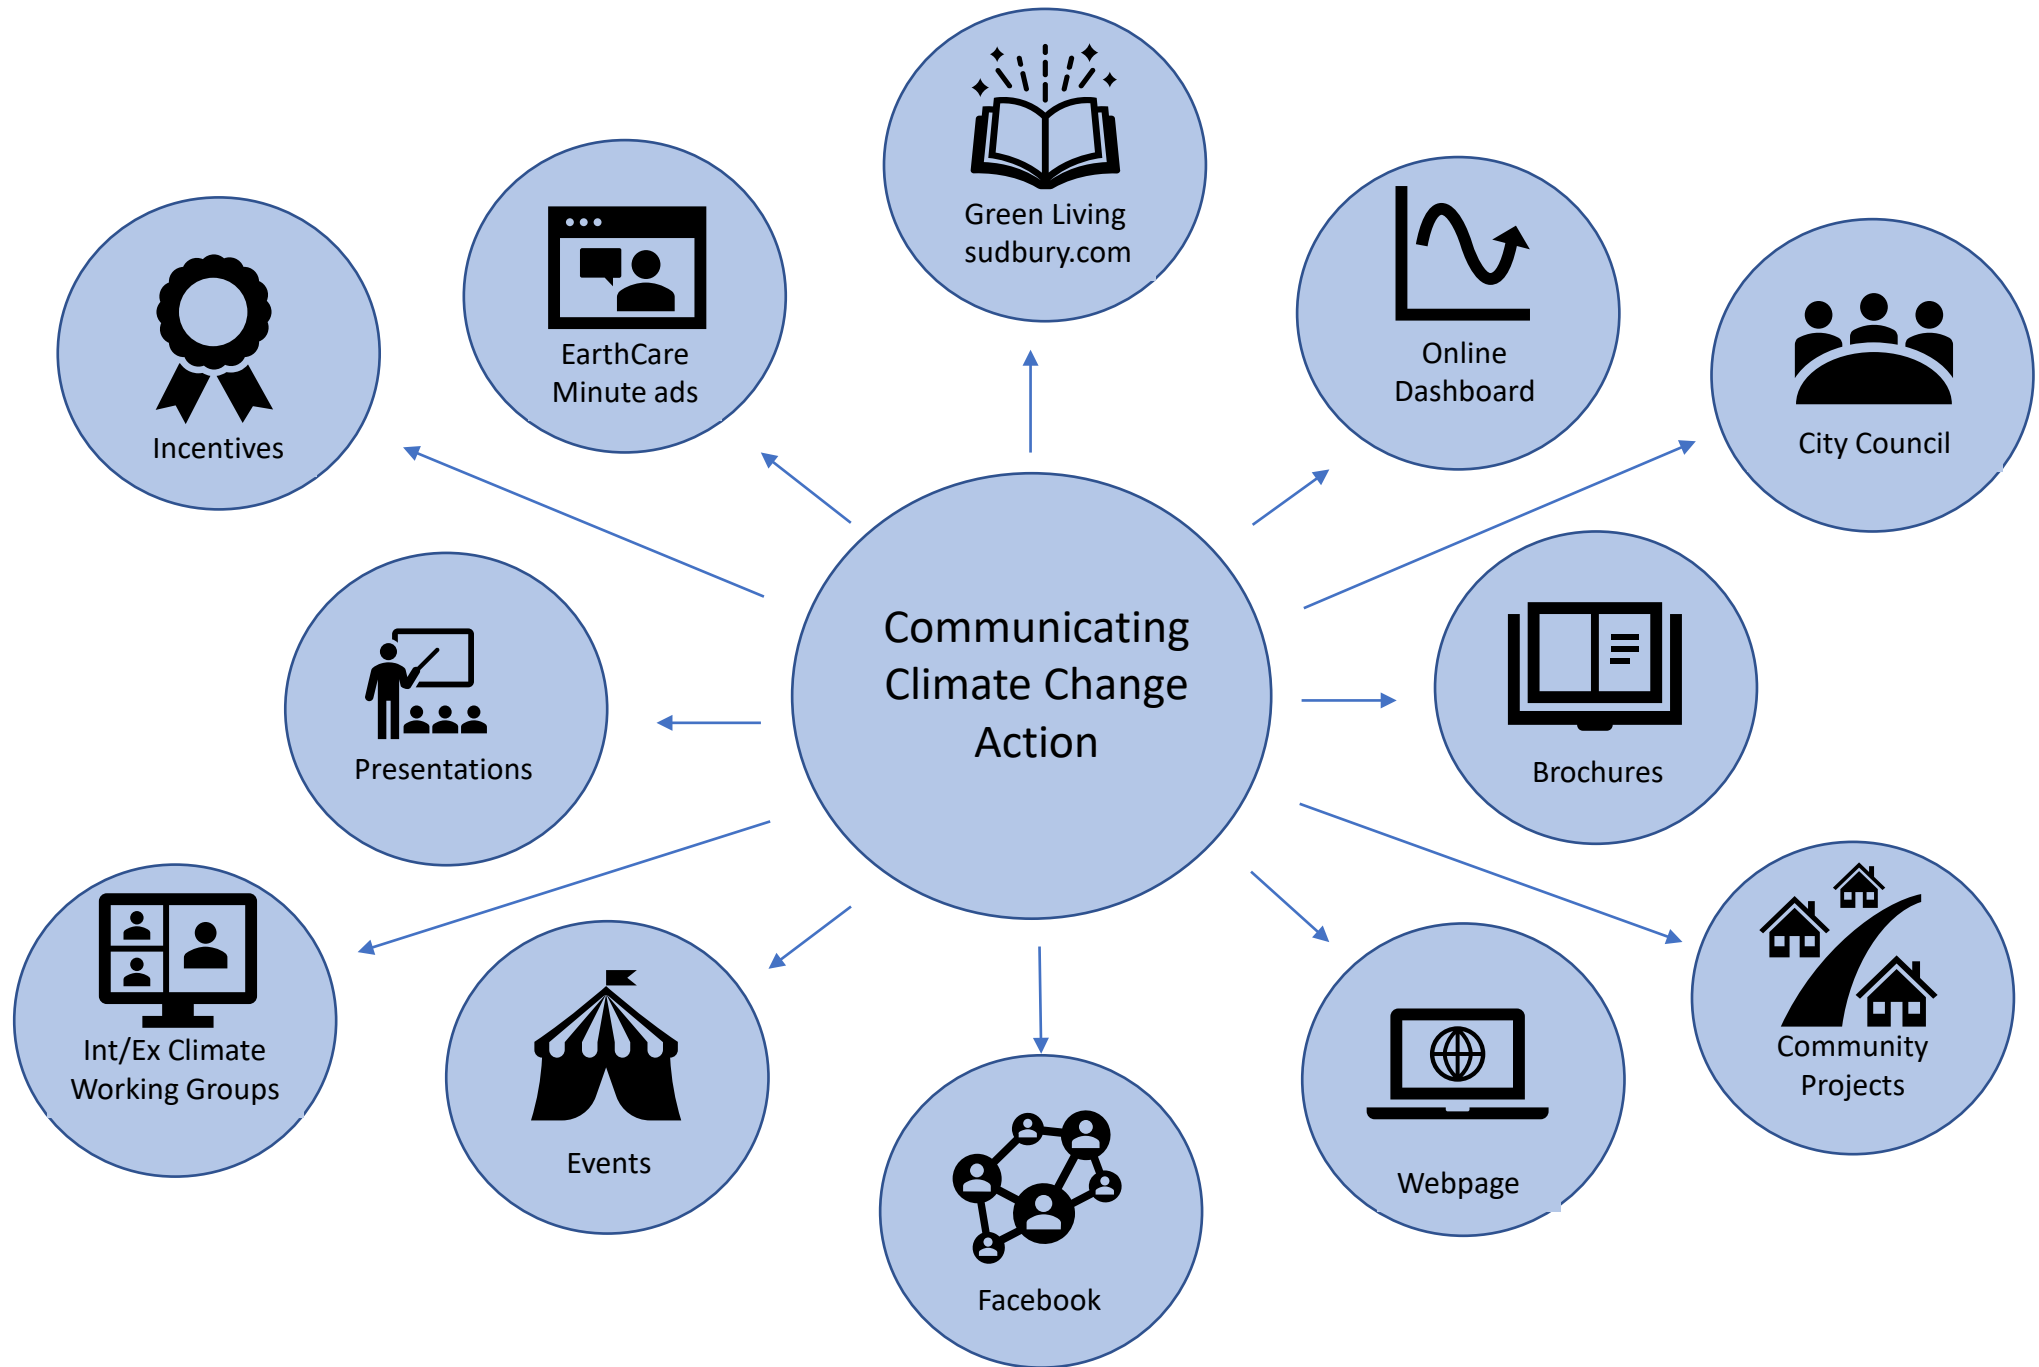 Green Living
sudbury.com
EarthCare
Minute ads
Online
Dashboard
Incentives
City Council
Communicating
Climate Change
Action
Presentations
Brochures
Int/Ex Climate
Working Groups
Community
Projects
Events
Webpage
Facebook